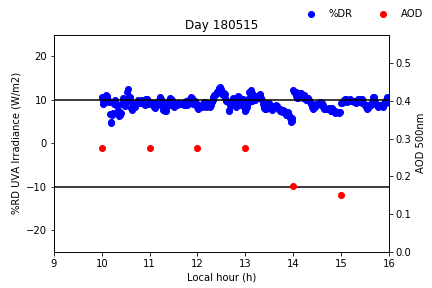 %DR AOD
Day 180515
20
10
0
−10
−20
%RD UVA Irradiance (W/m2)
0.5
0.4
0.3
0.2
0.1
0.0
AOD 500nm
9 10 11 12 13 14 15 16
Local hour (h)